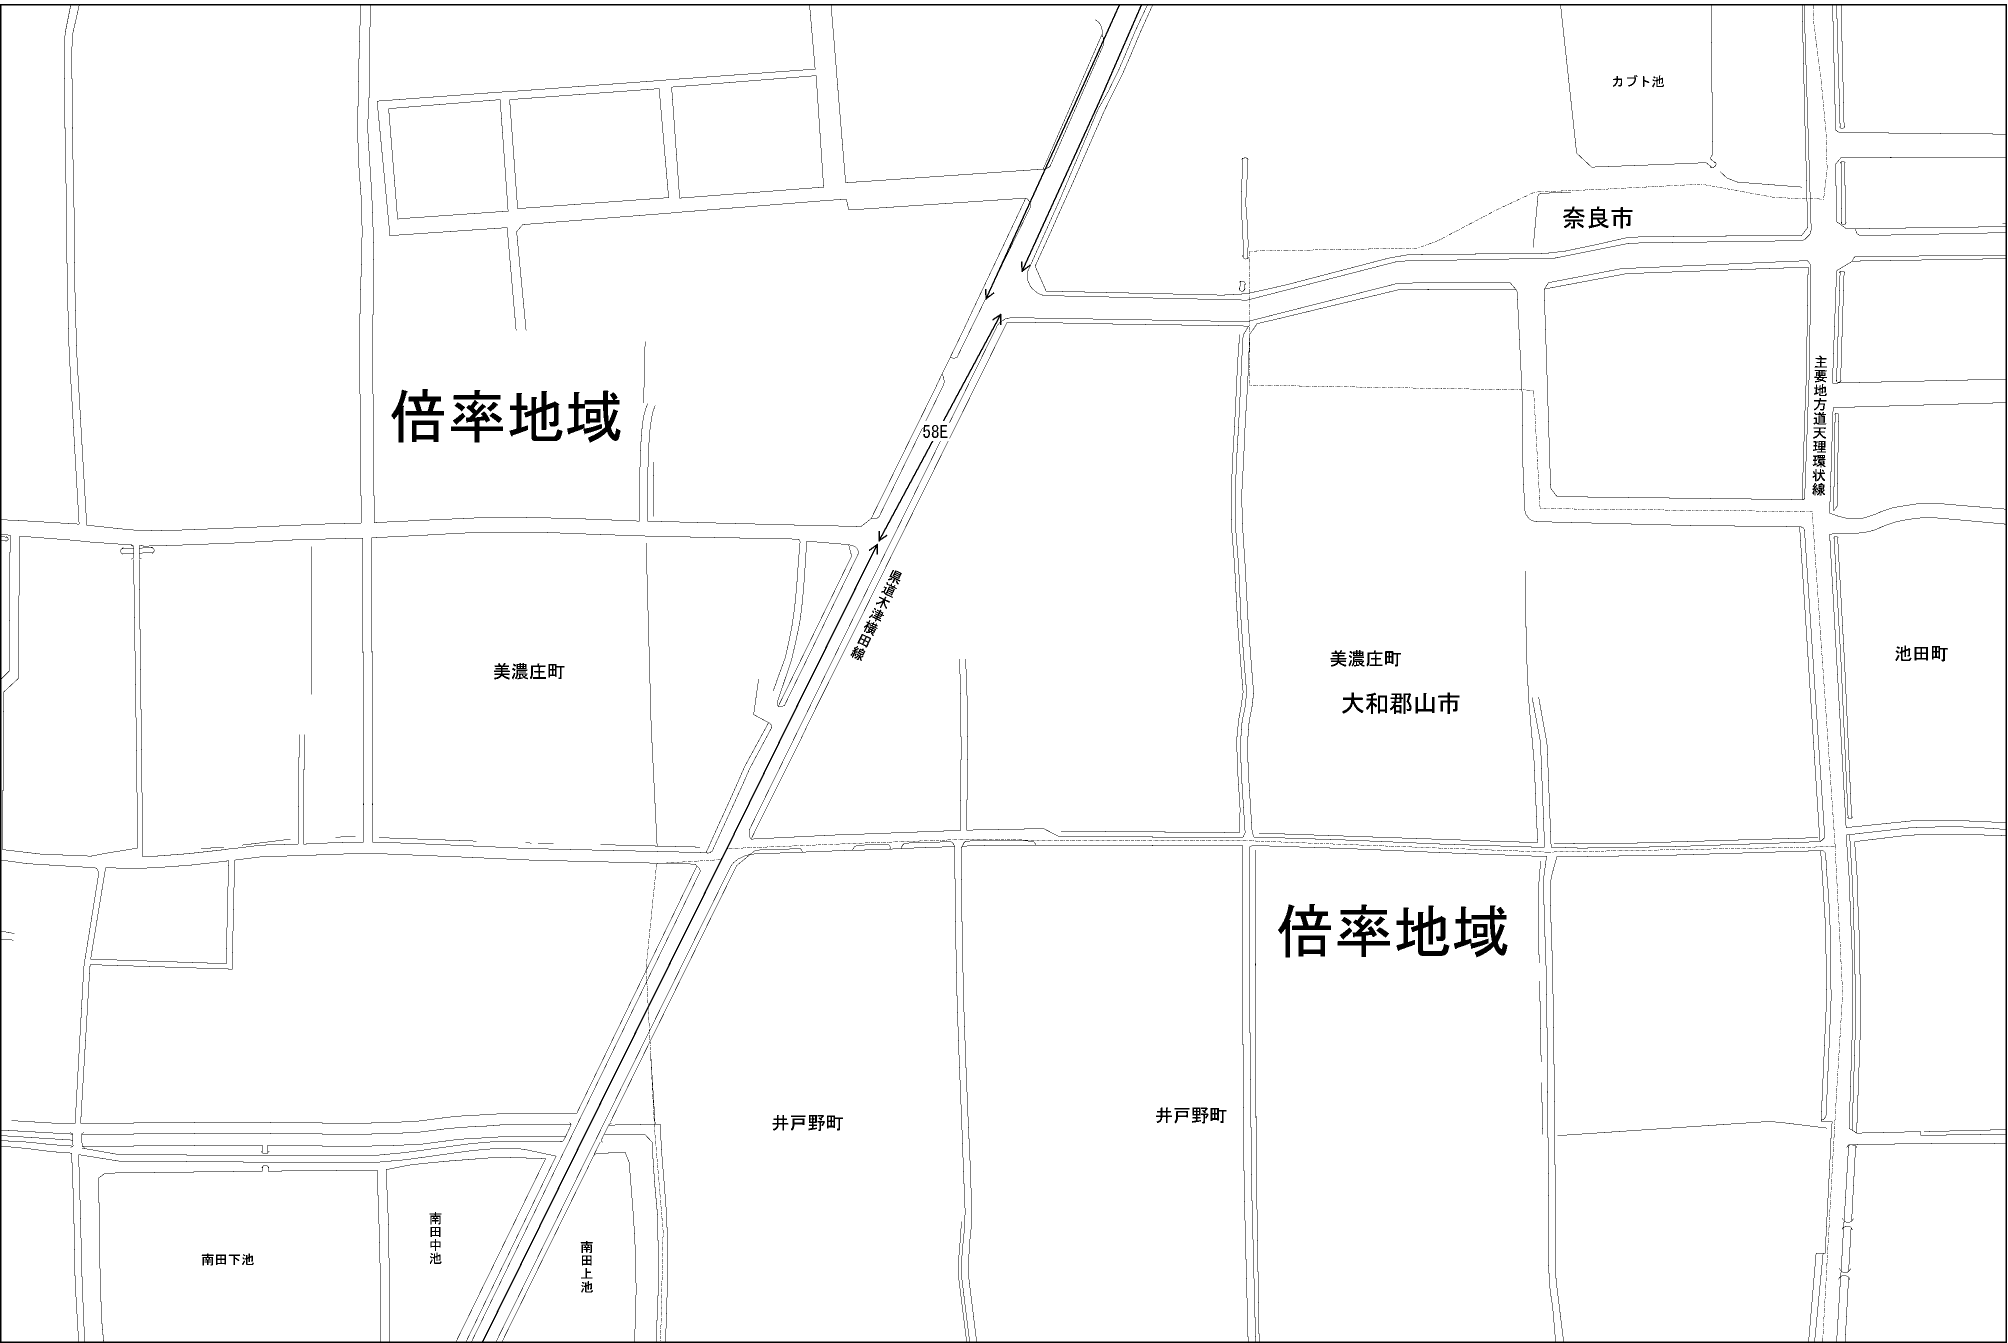 カブト池
奈良市
倍率地域
58E
主要地方道天理環状線
県道木津横田線
美濃庄町
美濃庄町
池田町
大和郡山市
倍率地域
井戸野町
井戸野町
南田下池
南田中池
南田上池